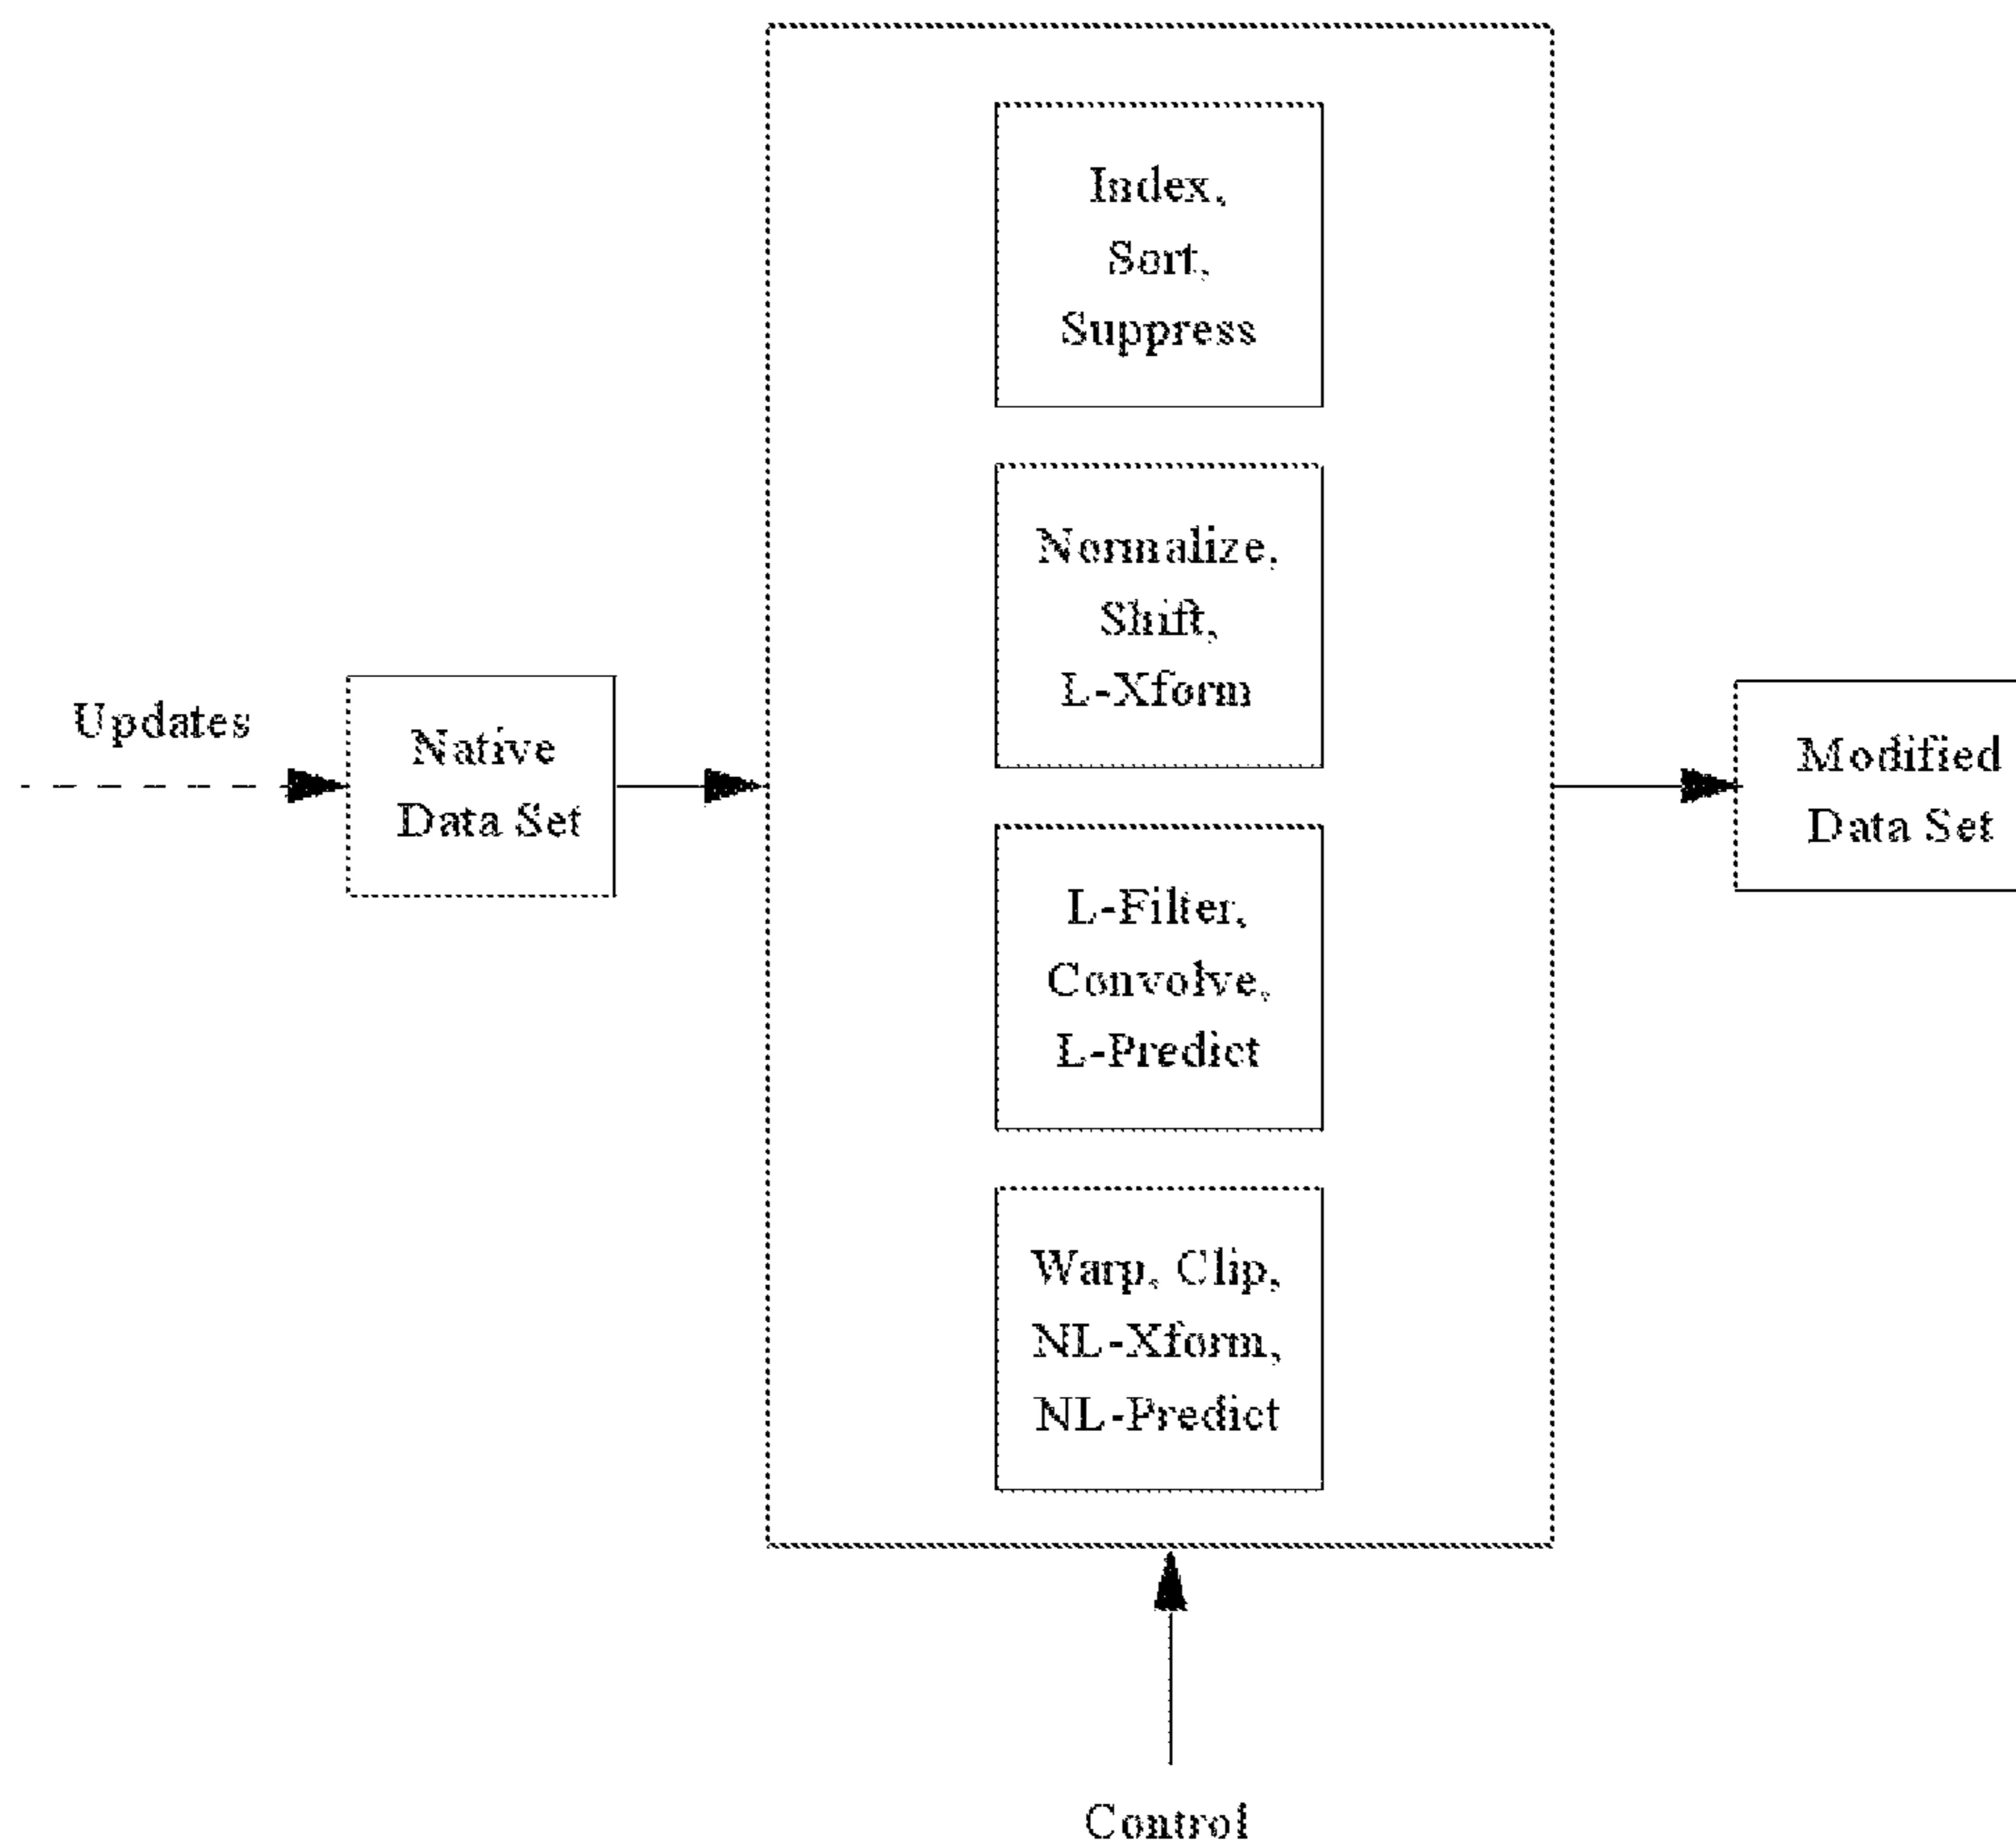 Updates
Native
Data Set
Index,
Sort,
Suppress
Normalize,
Shift,
L-Xform
L-Filter,
Convolve,
L-Predict
Warp, Clip,
NL-Xform,
NL-Predict
Modified
Data Set
Control